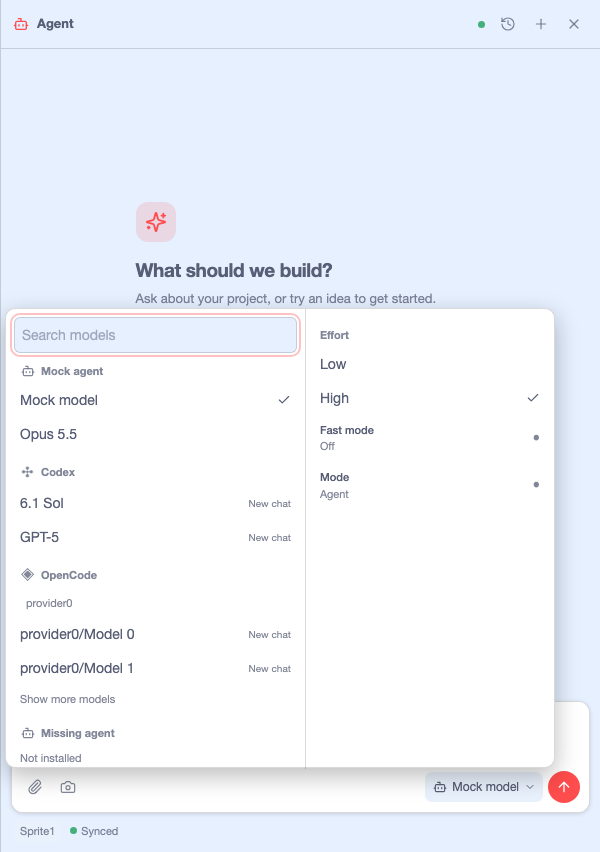 Agent
What should we build?
Ask about your project, or try an idea to get started.
Search models
Mock agent
Mock model
Opus 5.5
Codex
6.1 Sol New chat
GPT-5 New chat
OpenCode
provider0
provider0/Model 0 New chat
provider0/Model 1 New chat
Show more models
Missing agent
Not installed
Effort
Low
High
Fast mode
Off
Mode
Agent
Mock model
Sprite1 Synced